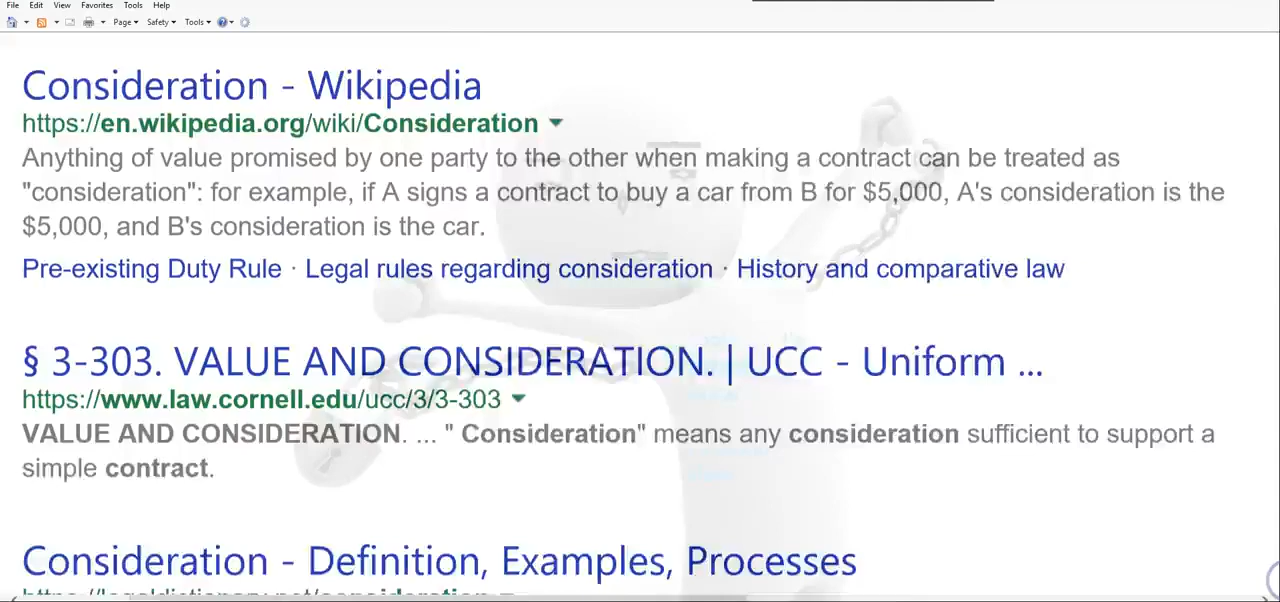 File Edit View Favorites Tools Help
Page Safety Tools
Consideration - Wikipedia
https://en.wikipedia.org/wiki/Consideration
Anything of value promised by one party to the other when making a contract can be treated as
"consideration": for example, if A signs a contract to buy a car from B for $5,000, A's consideration is the
$5,000, and B's consideration is the car.
Pre-existing Duty Rule · Legal rules regarding consideration · History and comparative law
§ 3-303. VALUE AND CONSIDERATION. | UCC - Uniform ...
https://www.law.cornell.edu/ucc/3/3-303
VALUE AND CONSIDERATION. ... " Consideration" means any consideration sufficient to support a
simple contract.
Consideration - Definition, Examples, Processes